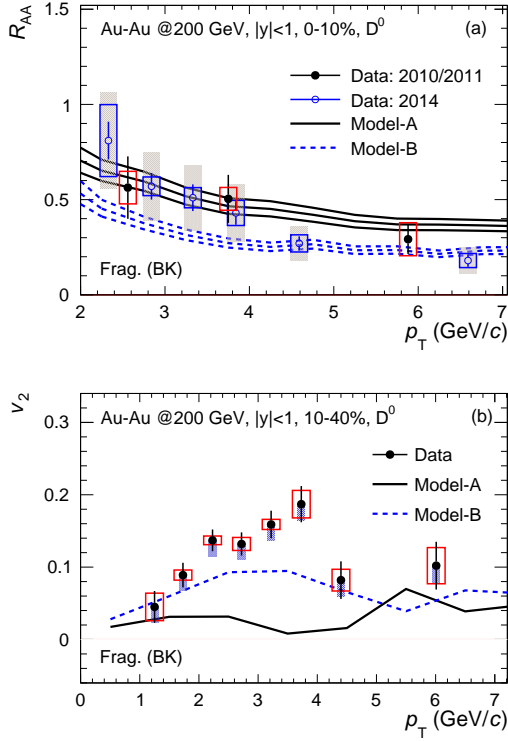 R_AA
1.5
1
0.5
0
Au-Au @200 GeV, |y|<1, 0-10%, D⁰
(a)
Data: 2010/2011
Data: 2014
Model-A
Model-B
Frag. (BK)
2 3 4 5 6 7
p_T (GeV/c)
v_2
0.3
0.2
0.1
0
Au-Au @200 GeV, |y|<1, 10-40%, D⁰
(b)
Data
Model-A
Model-B
Frag. (BK)
0 1 2 3 4 5 6 7
p_T (GeV/c)